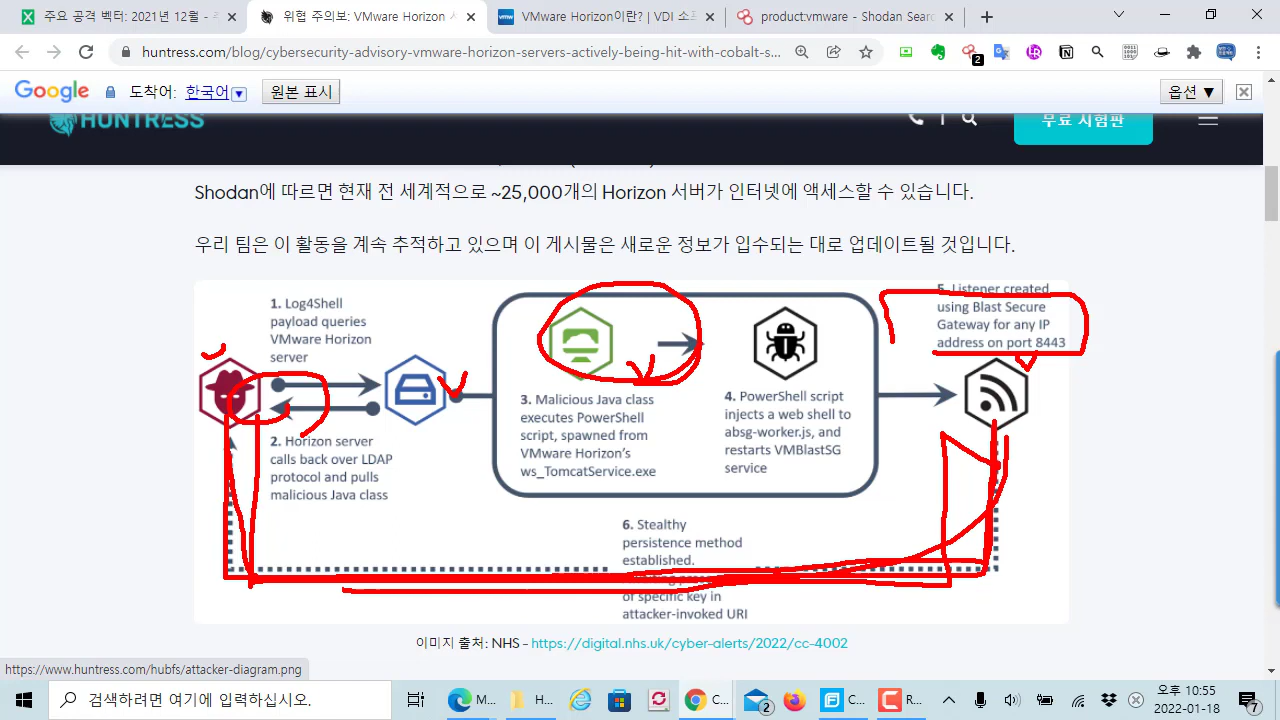 주요 공격 벡터: 2021년 12월 - 주
위협 주의보: VMware Horizon 서
VMware Horizon이란? | VDI 소프
product:vmware - Shodan Sear
huntress.com/blog/cybersecurity-advisory-vmware-horizon-servers-actively-being-hit-with-cobalt-s...
2
Google 도착어: 한국어 원본 표시 옵션 ▼
HUNTRESS
무료 시험판
Shodan에 따르면 현재 전 세계적으로 ~25,000개의 Horizon 서버가 인터넷에 액세스할 수 있습니다.
우리 팀은 이 활동을 계속 추적하고 있으며 이 게시물은 새로운 정보가 입수되는 대로 업데이트될 것입니다.
1. Log4Shell
payload queries
VMware Horizon
server
2. Horizon server
calls back over LDAP
protocol and pulls
malicious Java class
3. Malicious Java class
executes PowerShell
script, spawned from
VMware Horizon's
ws_TomcatService.exe
4. PowerShell script
injects a web shell to
absg-worker.js, and
restarts VMBlastSG
service
5. Listener created
using Blast Secure
Gateway for any IP
address on port 8443
6. Stealthy
persistence method
established.
of specific key in
attacker-invoked URI
이미지 출처: NHS - https://digital.nhs.uk/cyber-alerts/2022/cc-4002
https://www.huntress.com/hubfs/attacker-diagram.png
검색하려면 여기에 입력하십시오.
M...
H...
C...
2
C...
R...
오후 10:55
2022-01-18
7